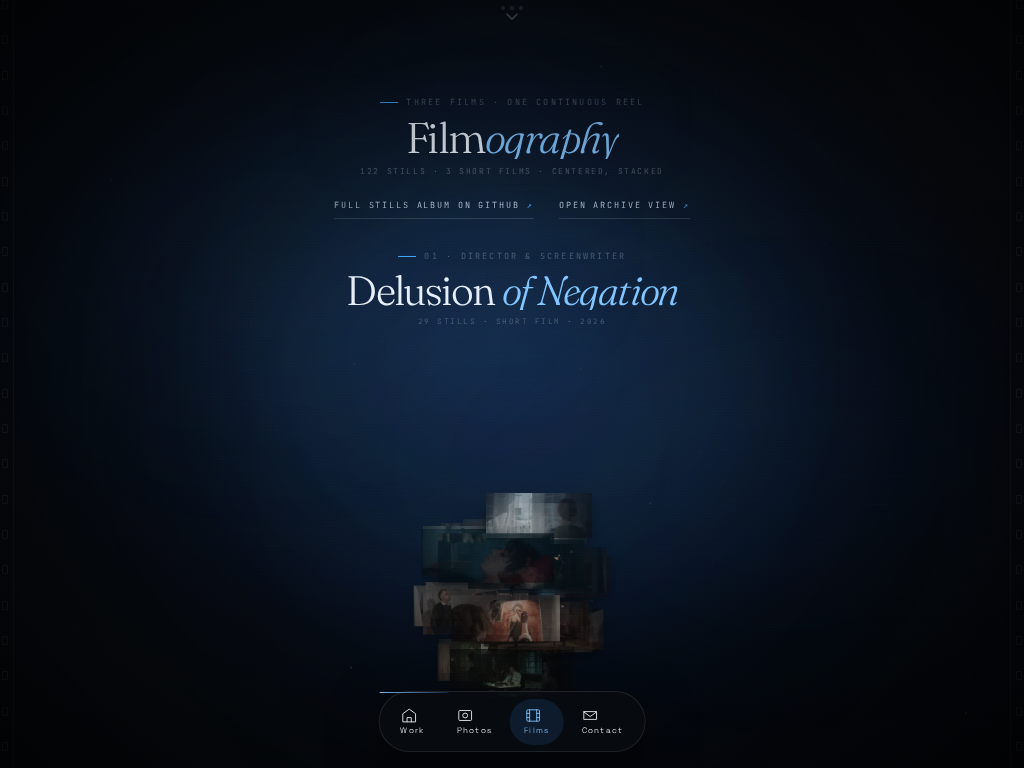 THREE FILMS · ONE CONTINUOUS REEL
Filmography
122 STILLS · 3 SHORT FILMS · CENTERED, STACKED
FULL STILLS ALBUM ON GITHUB ↗ OPEN ARCHIVE VIEW ↗
01 · DIRECTOR & SCREENWRITER
Delusion of Negation
29 STILLS · SHORT FILM · 2026
Work Photos Films Contact